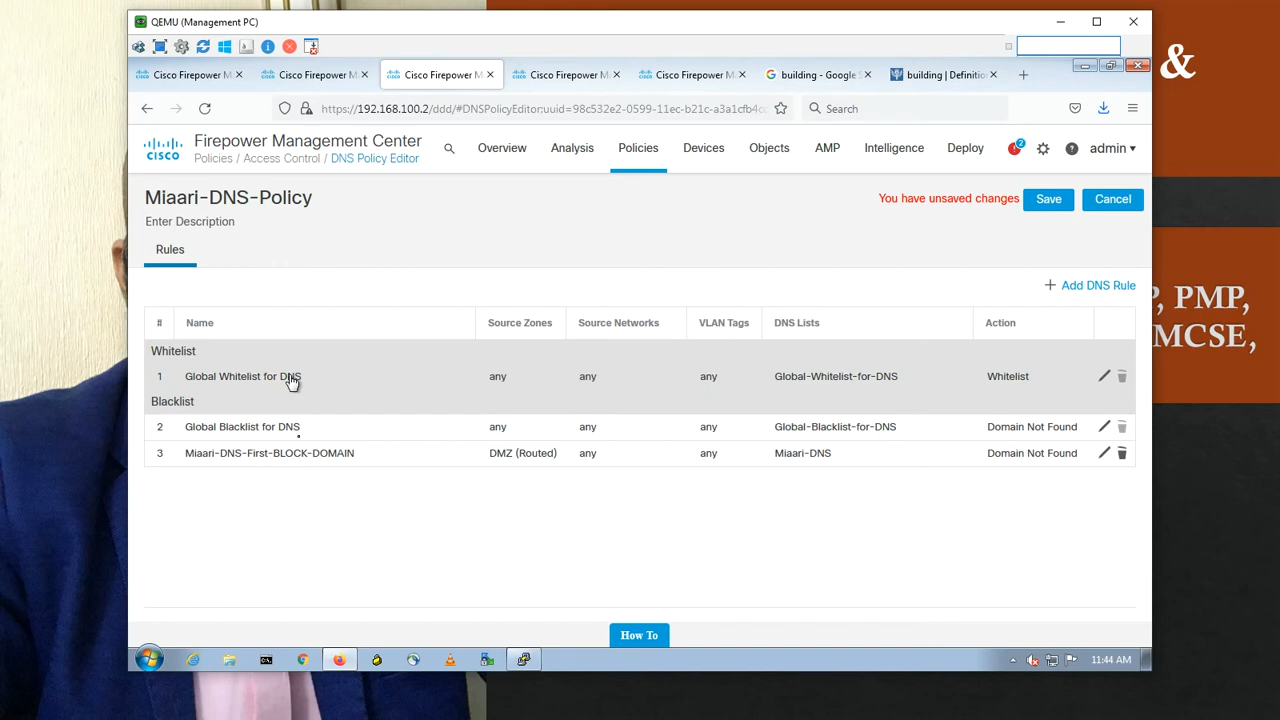 QEMU (Management PC)
Cisco Firepower M
Cisco Firepower M
Cisco Firepower M
Cisco Firepower M
Cisco Firepower M
building - Google S
building | Definition
https://192.168.100.2/ddd/#DNSPolicyEditor:uuid=98c532e2-0599-11ec-b21c-a3a1cfb4c
Search
cisco
Firepower Management Center
Policies / Access Control / DNS Policy Editor
Overview Analysis Policies Devices Objects AMP Intelligence Deploy 2 admin
Miaari-DNS-Policy
Enter Description
You have unsaved changes Save Cancel
Rules
Add DNS Rule
# Name Source Zones Source Networks VLAN Tags DNS Lists Action
Whitelist
1 Global Whitelist for DNS any any any Global-Whitelist-for-DNS Whitelist
Blacklist
2 Global Blacklist for DNS any any any Global-Blacklist-for-DNS Domain Not Found
3 Miaari-DNS-First-BLOCK-DOMAIN DMZ (Routed) any any Miaari-DNS Domain Not Found
How To
11:44 AM
&
P, PMP,
MCSE,